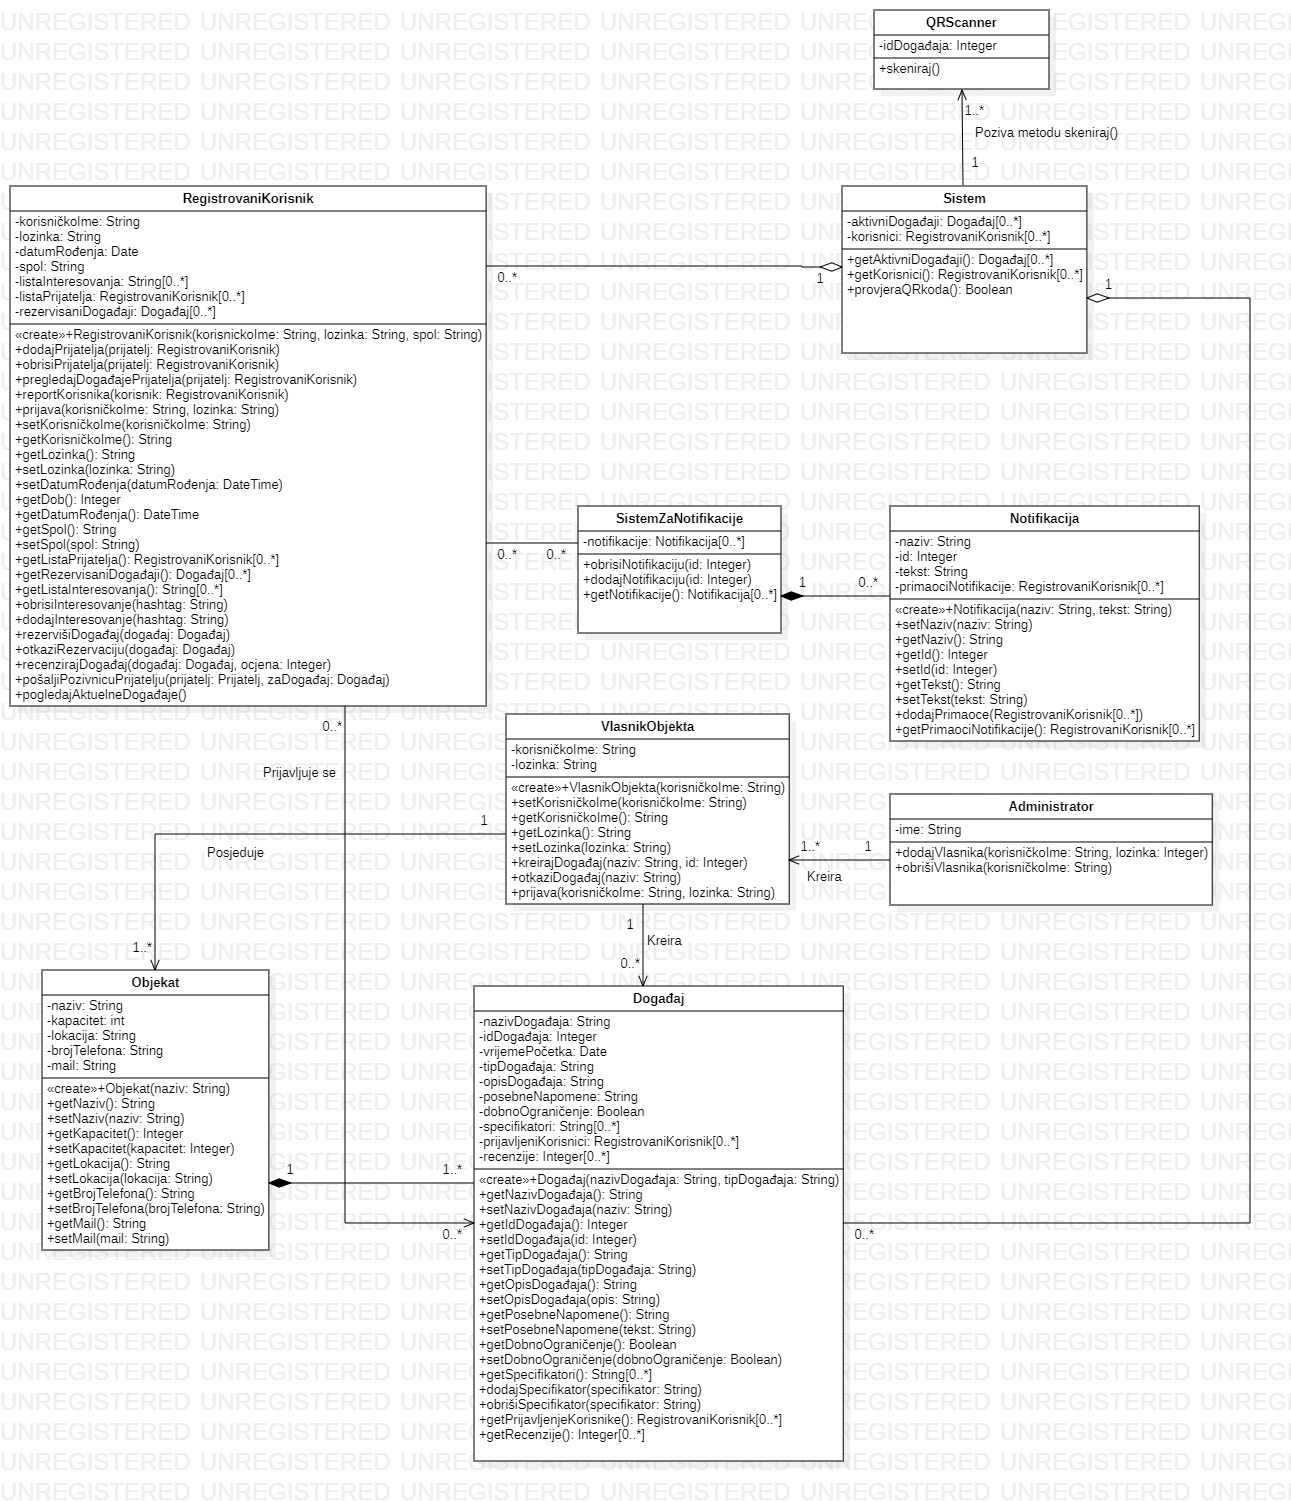 QRScanner
-idDogađaja: Integer
+skeniraj()
1..*
Poziva metodu skeniraj()
1
RegistrovaniKorisnik
-korisničkoIme: String
-lozinka: String
-datumRođenja: Date
-spol: String
-listaInteresovanja: String[0..*]
-listaPrijatelja: RegistrovaniKorisnik[0..*]
-rezervisaniDogađaji: Događaj[0..*]
«create»+RegistrovaniKorisnik(korisnickoIme: String, lozinka: String, spol: String)
+dodajPrijatelja(prijatelj: RegistrovaniKorisnik)
+obrisiPrijatelja(prijatelj: RegistrovaniKorisnik)
+pregledajDogađajePrijatelja(prijatelj: RegistrovaniKorisnik)
+reportKorisnika(korisnik: RegistrovaniKorisnik)
+prijava(korisničkoIme: String, lozinka: String)
+setKorisničkoIme(korisničkoIme: String)
+getKorisničkoIme(): String
+getLozinka(): String
+setLozinka(lozinka: String)
+setDatumRođenja(datumRođenja: DateTime)
+getDob(): Integer
+getDatumRođenja(): DateTime
+getSpol(): String
+setSpol(spol: String)
+getListaPrijatelja(): RegistrovaniKorisnik[0..*]
+getRezervisaniDogađaji(): Događaj[0..*]
+getListaInteresovanja(): String[0..*]
+obrisiInteresovanje(hashtag: String)
+dodajInteresovanje(hashtag: String)
+rezervišiDogađaj(događaj: Događaj)
+otkaziRezervaciju(događaj: Događaj)
+recenzirajDogađaj(događaj: Događaj, ocjena: Integer)
+pošaljiPozivnicuPrijatelju(prijatelj: Prijatelj, zaDogađaj: Događaj)
+pogledajAktuelneDogađaje()
Sistem
-aktivniDogađaji: Događaj[0..*]
-korisnici: RegistrovaniKorisnik[0..*]
+getAktivniDogađaji(): Događaj[0..*]
+getKorisnici(): RegistrovaniKorisnik[0..*]
+provjeraQRkoda(): Boolean
0..*
1
1
SistemZaNotifikacije
-notifikacije: Notifikacija[0..*]
+obrisiNotifikaciju(id: Integer)
+dodajNotifikaciju(id: Integer)
+getNotifikacije(): Notifikacija[0..*]
0..*
0..*
1
0..*
Notifikacija
-naziv: String
-id: Integer
-tekst: String
-primaociNotifikacije: RegistrovaniKorisnik[0..*]
«create»+Notifikacija(naziv: String, tekst: String)
+setNaziv(naziv: String)
+getNaziv(): String
+getId(): Integer
+setId(id: Integer)
+getTekst(): String
+setTekst(tekst: String)
+dodajPrimaoce(RegistrovaniKorisnik[0..*])
+getPrimaociNotifikacije(): RegistrovaniKorisnik[0..*]
0..*
Prijavljuje se
VlasnikObjekta
-korisničkoIme: String
-lozinka: String
«create»+VlasnikObjekta(korisničkoIme: String)
+setKorisničkoIme(korisničkoIme: String)
+getKorisničkoIme(): String
+getLozinka(): String
+setLozinka(lozinka: String)
+kreirajDogađaj(naziv: String, id: Integer)
+otkaziDogađaj(naziv: String)
+prijava(korisničkoIme: String, lozinka: String)
Administrator
-ime: String
+dodajVlasnika(korisničkoIme: String, lozinka: Integer)
+obrišiVlasnika(korisničkoIme: String)
1..*
1
Kreira
1
Posjeduje
1..*
1
Kreira
0..*
Objekat
-naziv: String
-kapacitet: int
-lokacija: String
-brojTelefona: String
-mail: String
«create»+Objekat(naziv: String)
+getNaziv(): String
+setNaziv(naziv: String)
+getKapacitet(): Integer
+setKapacitet(kapacitet: Integer)
+getLokacija(): String
+setLokacija(lokacija: String)
+getBrojTelefona(): String
+setBrojTelefona(brojTelefona: String)
+getMail(): String
+setMail(mail: String)
1
1..*
0..*
Događaj
-nazivDogađaja: String
-idDogađaja: Integer
-vrijemePočetka: Date
-tipDogađaja: String
-opisDogađaja: String
-posebneNapomene: String
-dobnoOgraničenje: Boolean
-specifikatori: String[0..*]
-prijavljeniKorisnici: RegistrovaniKorisnik[0..*]
-recenzije: Integer[0..*]
«create»+Događaj(nazivDogađaja: String, tipDogađaja: String)
+getNazivDogađaja(): String
+setNazivDogađaja(naziv: String)
+getIdDogađaja(): Integer
+setIdDogađaja(id: Integer)
+getTipDogađaja(): String
+setTipDogađaja(tipDogađaja: String)
+getOpisDogađaja(): String
+setOpisDogađaja(opis: String)
+getPosebneNapomene(): String
+setPosebneNapomene(tekst: String)
+getDobnoOgraničenje(): Boolean
+setDobnoOgraničenje(dobnoOgraničenje: Boolean)
+getSpecifikatori(): String[0..*]
+dodajSpecifikator(specifikator: String)
+obrišiSpecifikator(specifikator: String)
+getPrijavljenjeKorisnike(): RegistrovaniKorisnik[0..*]
+getRecenzije(): Integer[0..*]
0..*
UNREGISTERED